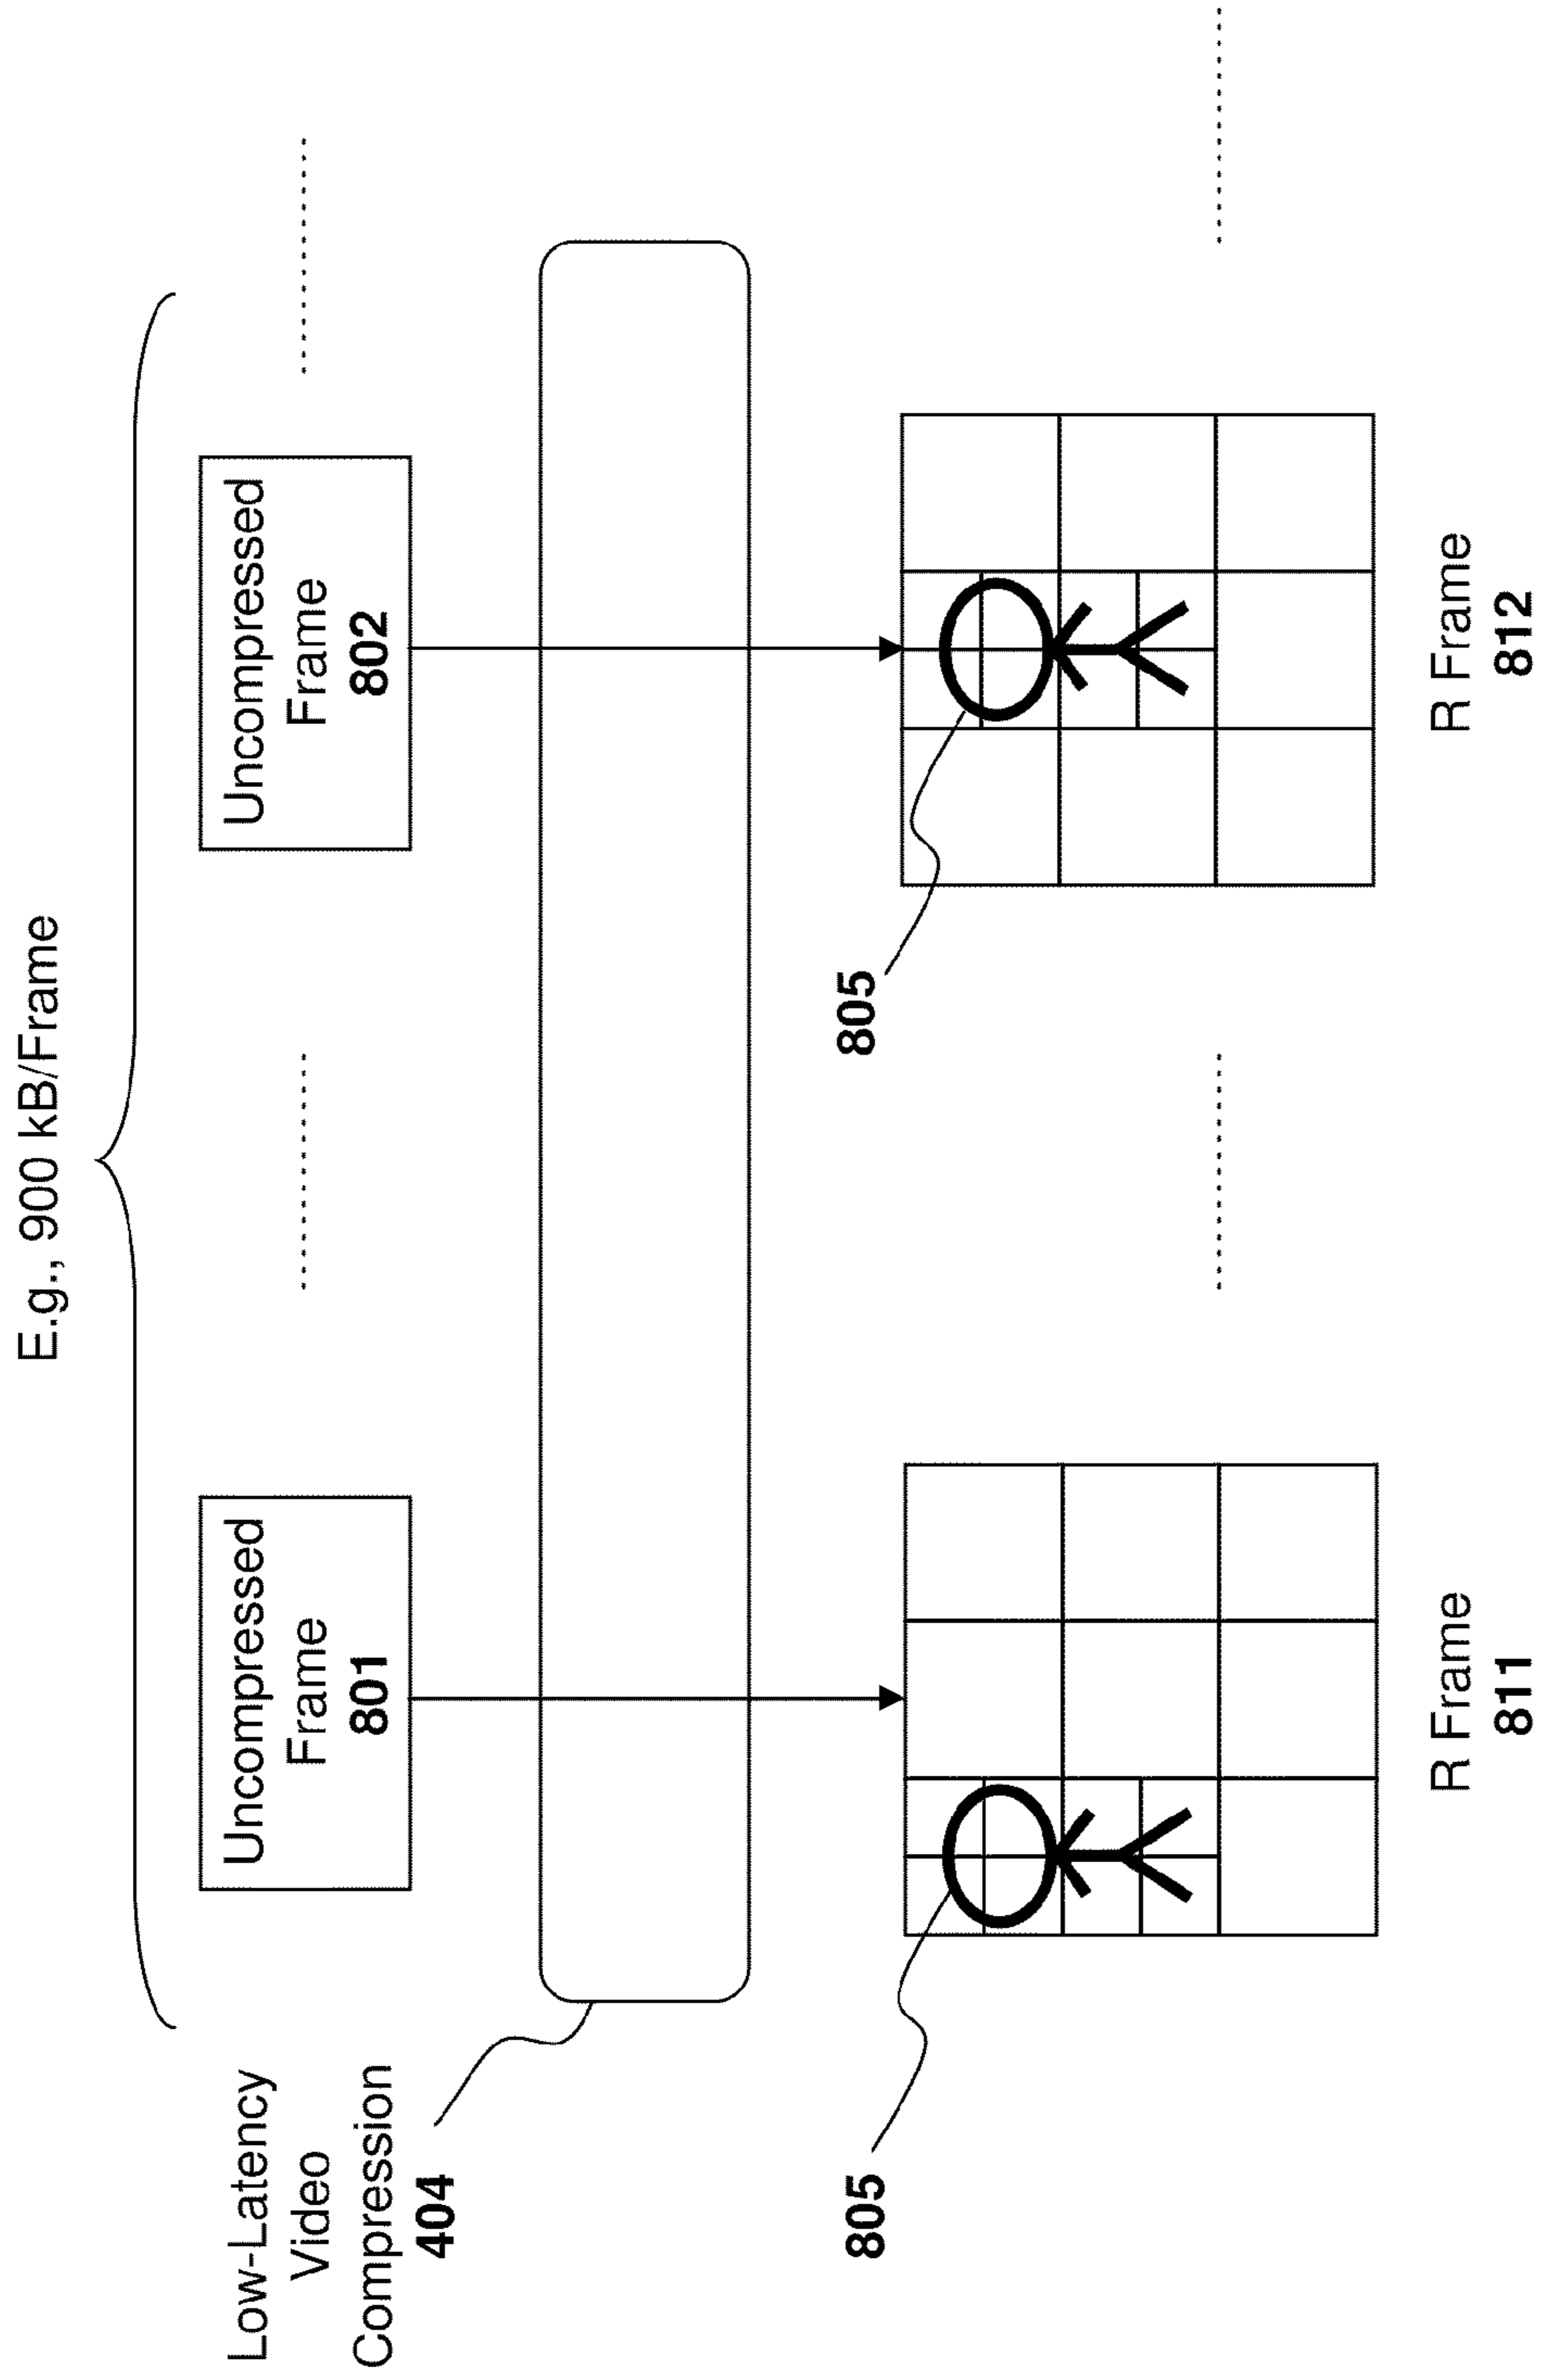 E.g., 900 kB/Frame
Low-Latency
Video
Compression
404
Uncompressed
Frame
801
Uncompressed
Frame
802
805
805
R Frame
811
R Frame
812